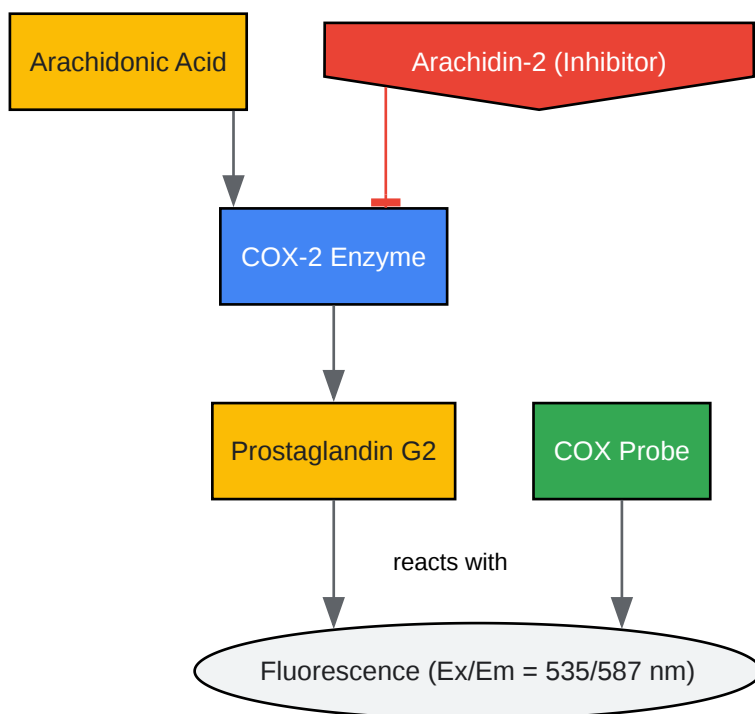 Arachidonic Acid
Arachidin-2 (Inhibitor)
COX-2 Enzyme
Prostaglandin G2
COX Probe
reacts with
Fluorescence (Ex/Em = 535/587 nm)